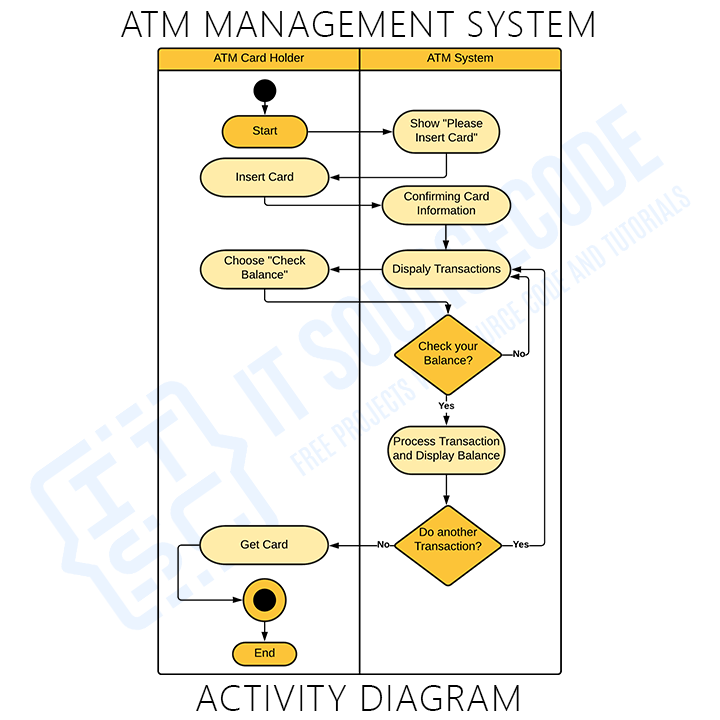 ATM MANAGEMENT SYSTEM
ATM Card Holder
ATM System
Start
Show "Please
Insert Card"
Insert Card
Confirming Card
Information
Choose "Check
Balance"
Dispaly Transactions
Check your
Balance?
No
Yes
Process Transaction
and Display Balance
Do another
Transaction?
No
Yes
Get Card
End
IT SOURCECODE
FREE PROJECTS
SOURCE CODE AND TUTORIALS
ITSC
ACTIVITY DIAGRAM